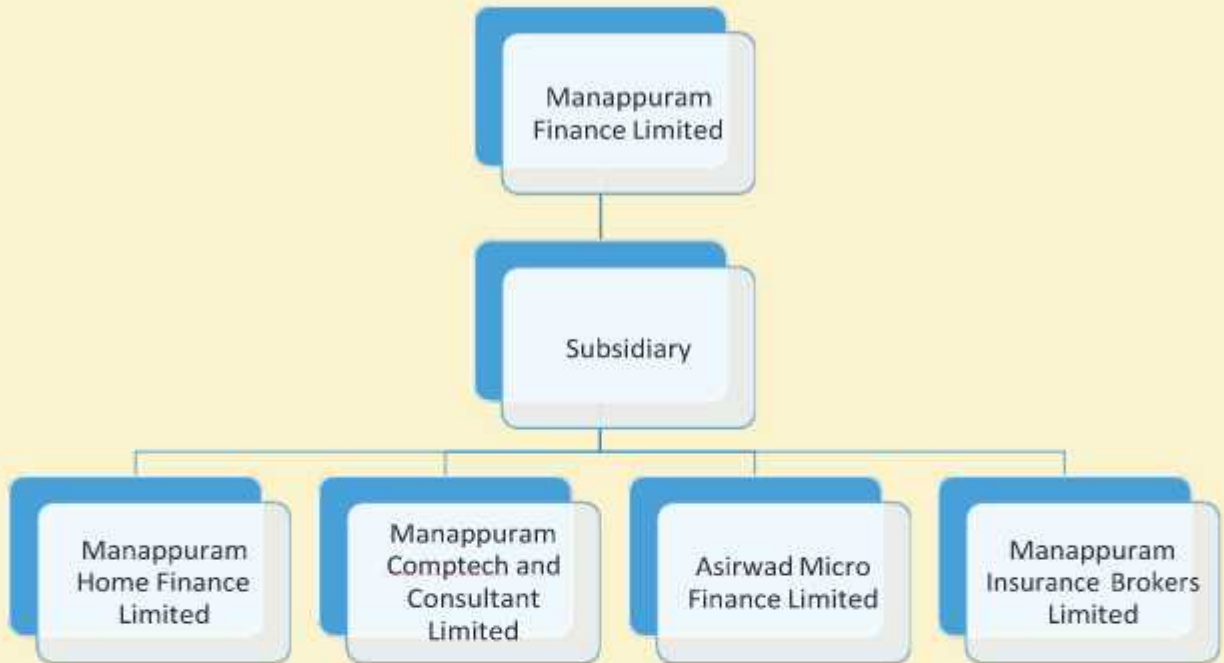 Manappuram
Finance Limited
Subsidiary
Manappuram
Home Finance
Limited
Manappuram
Comptech and
Consultant
Limited
Asirwad Micro
Finance Limited
Manappuram
Insurance Brokers
Limited